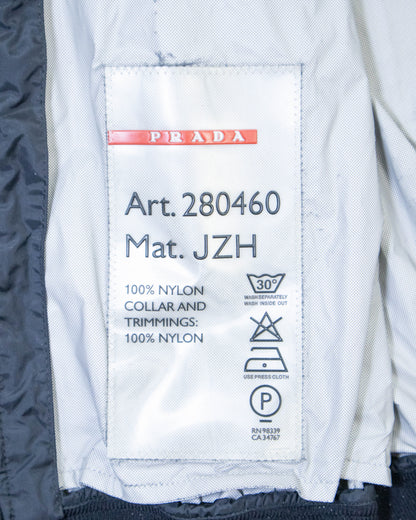 PRADA
Art. 280460
Mat. JZH
100% NYLON
COLLAR AND
TRIMMINGS:
100% NYLON
30°
WASH SEPARATELY
WASH INSIDE OUT
USE PRESS CLOTH
P
RN 98339
CA 34767